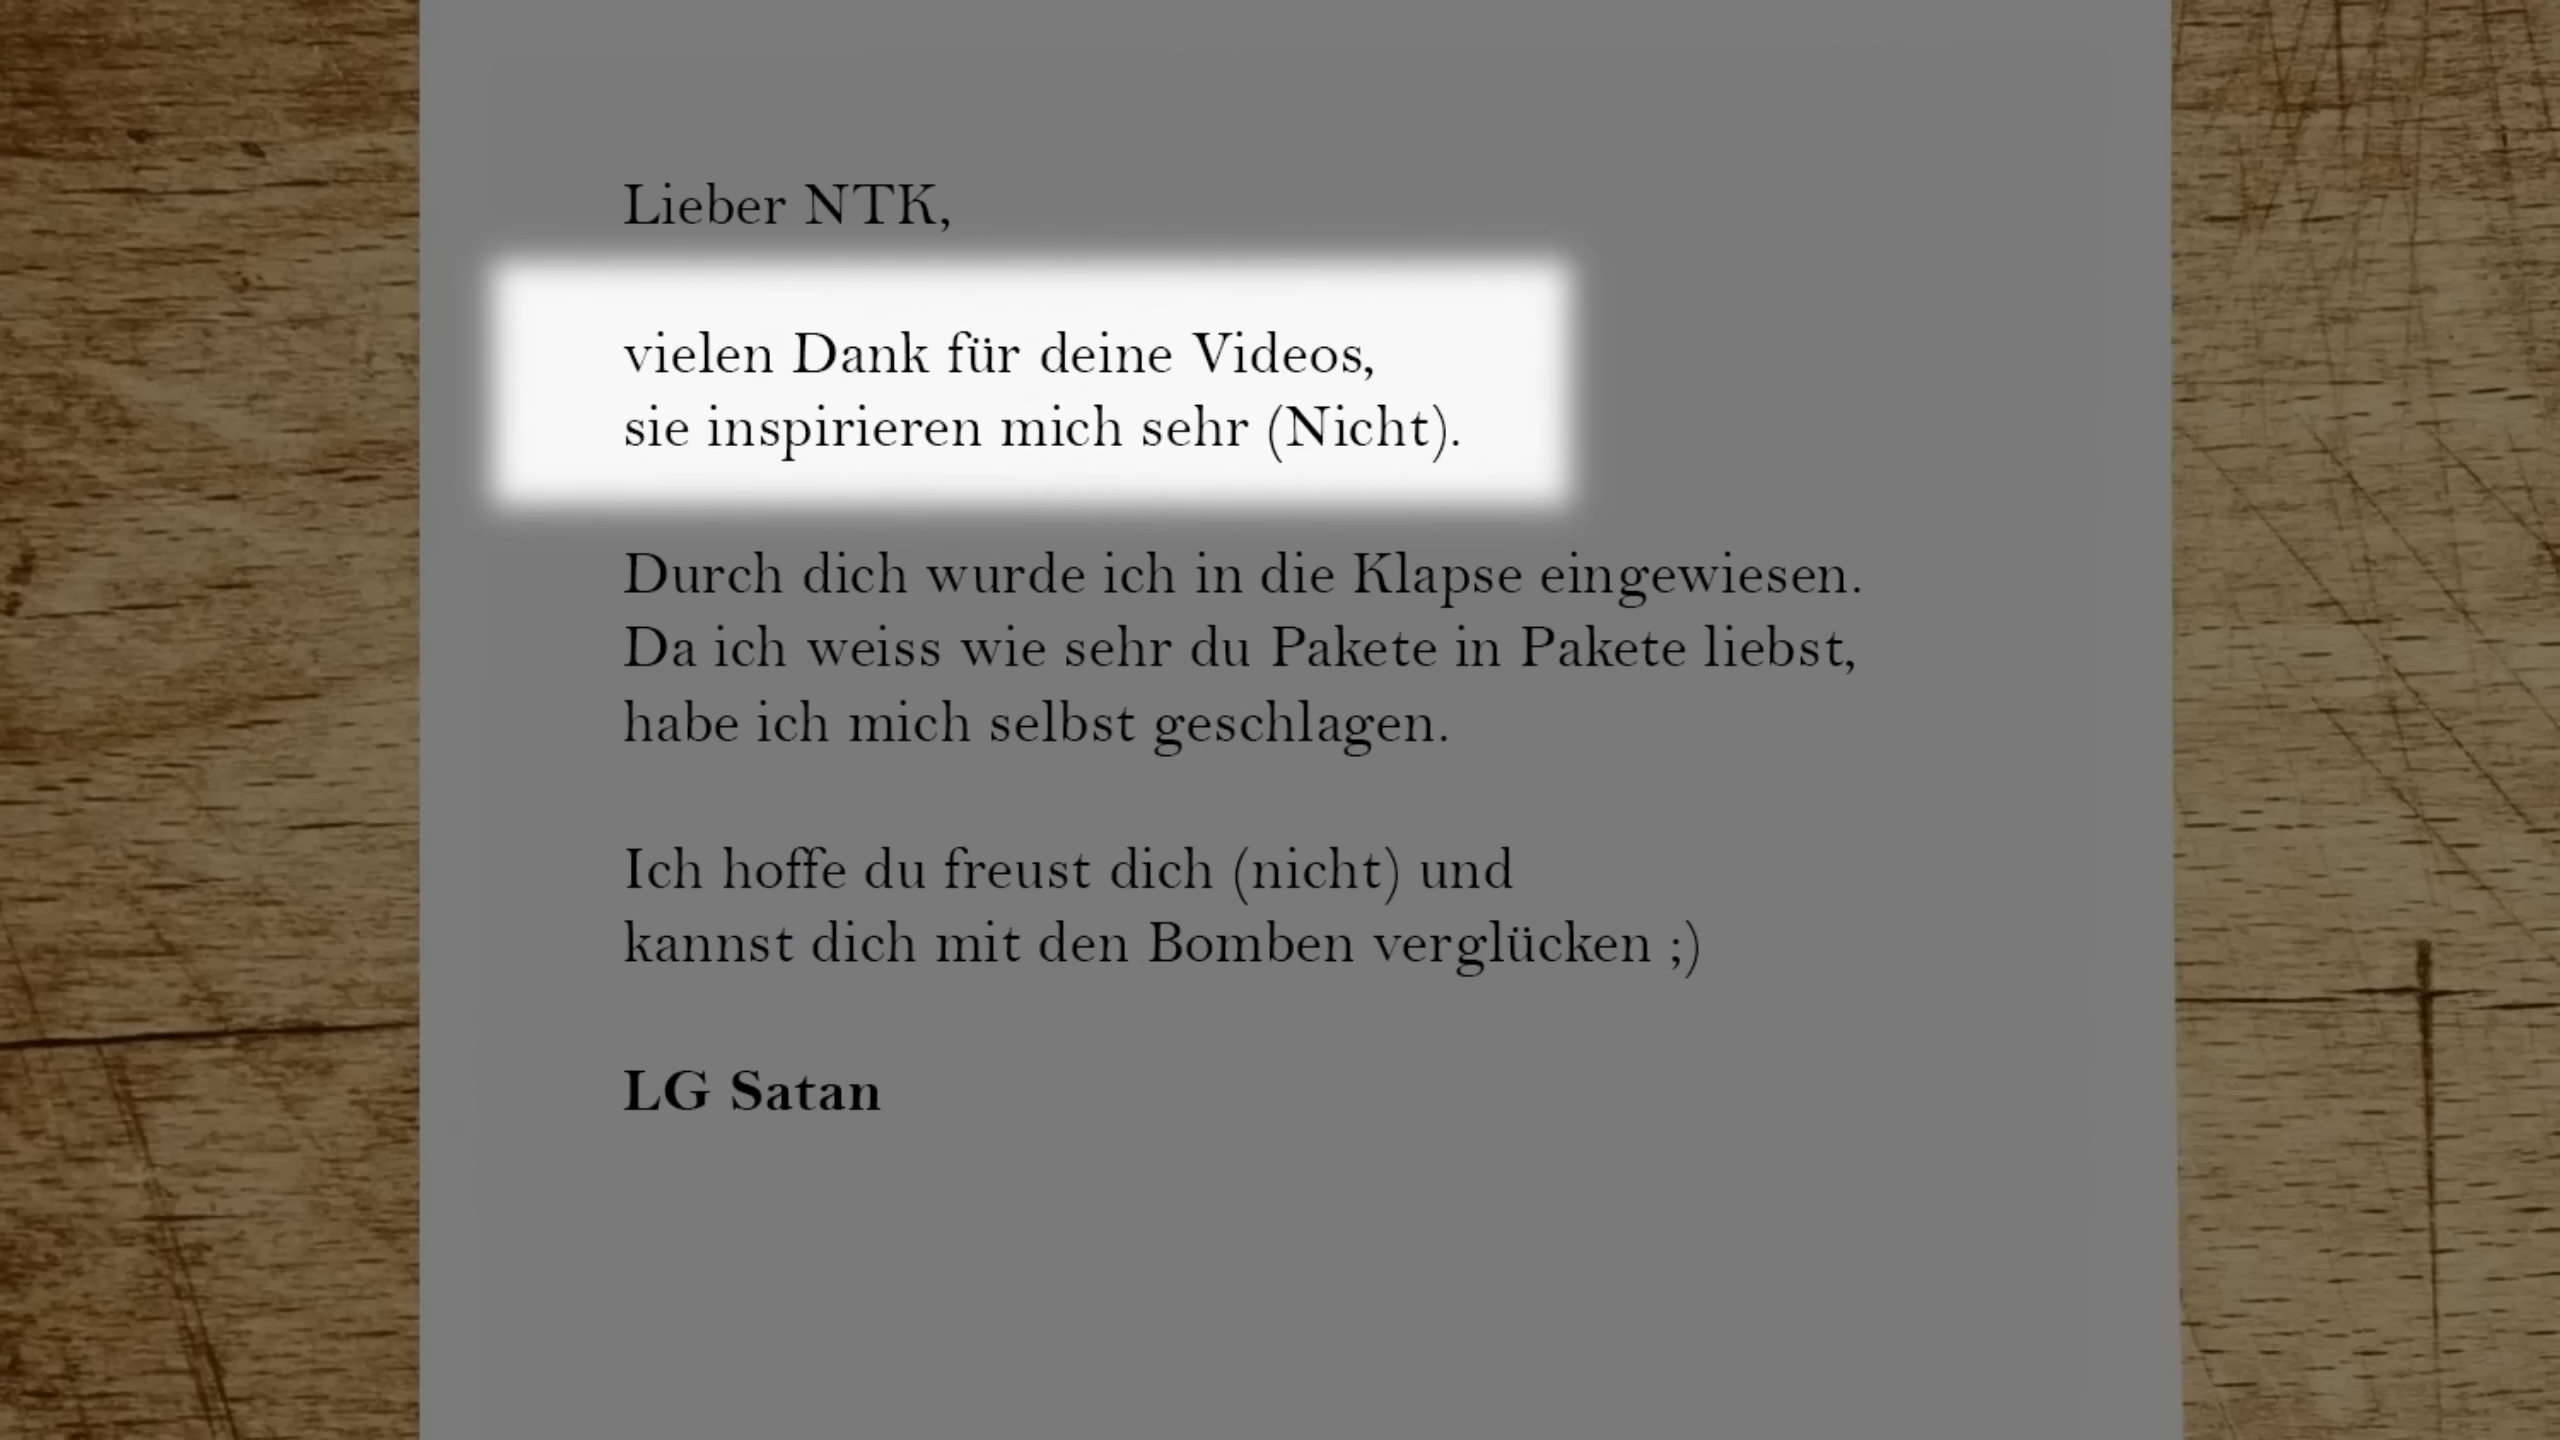 Lieber NTK,
vielen Dank für deine Videos,
sie inspirieren mich sehr (Nicht).
Durch dich wurde ich in die Klapse eingewiesen.
Da ich weiss wie sehr du Pakete in Pakete liebst,
habe ich mich selbst geschlagen.
Ich hoffe du freust dich (nicht) und
kannst dich mit den Bomben verglücken ;)
LG Satan